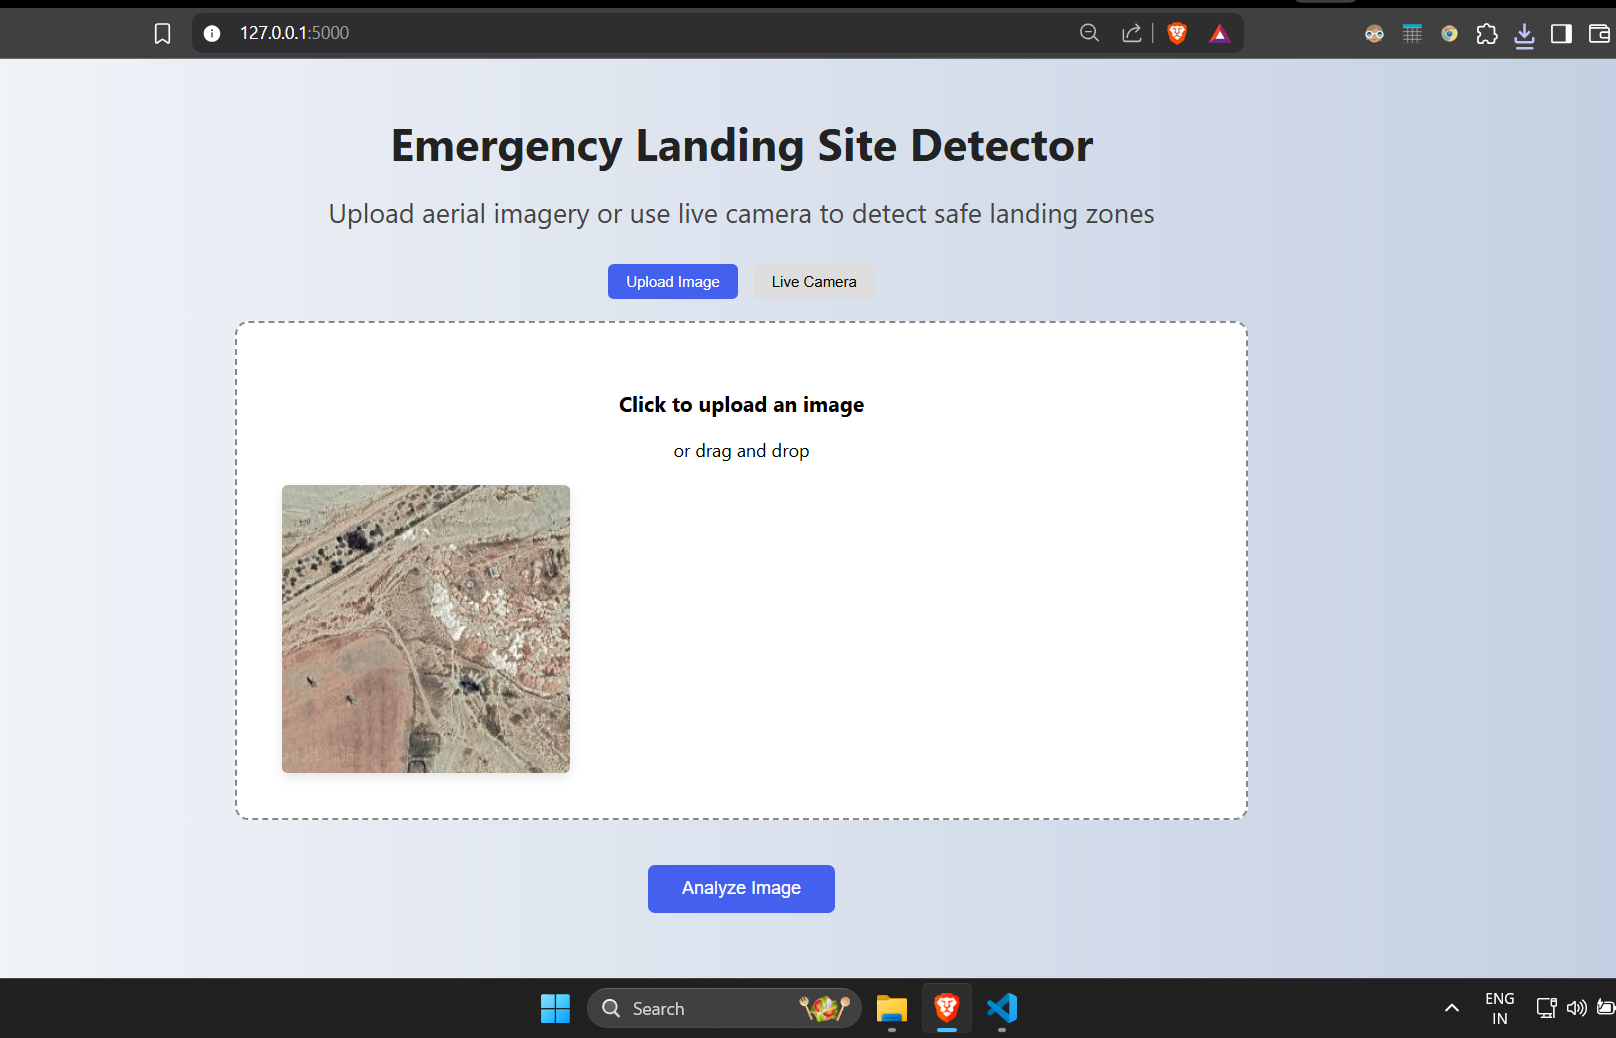 127.0.0.1:5000
Emergency Landing Site Detector
Upload aerial imagery or use live camera to detect safe landing zones
Upload Image
Live Camera
Click to upload an image
or drag and drop
Analyze Image
Search
ENG
IN